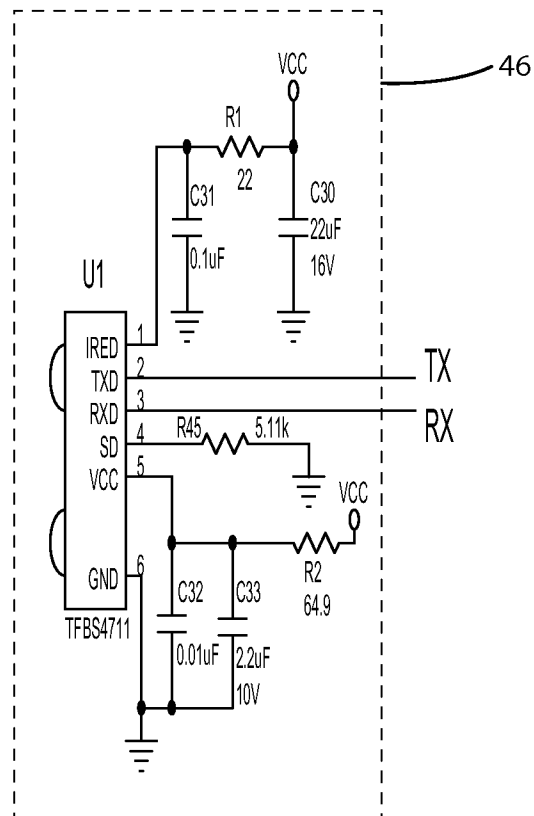 46
VCC
R1
22
C31
0.1uF
C30
22uF
16V
U1
IRED 1
TXD 2
TX
RXD 3
RX
SD 4
R45 5.11k
VCC 5
VCC
R2
64.9
GND 6
C32
0.01uF
C33
2.2uF
10V
TFBS4711